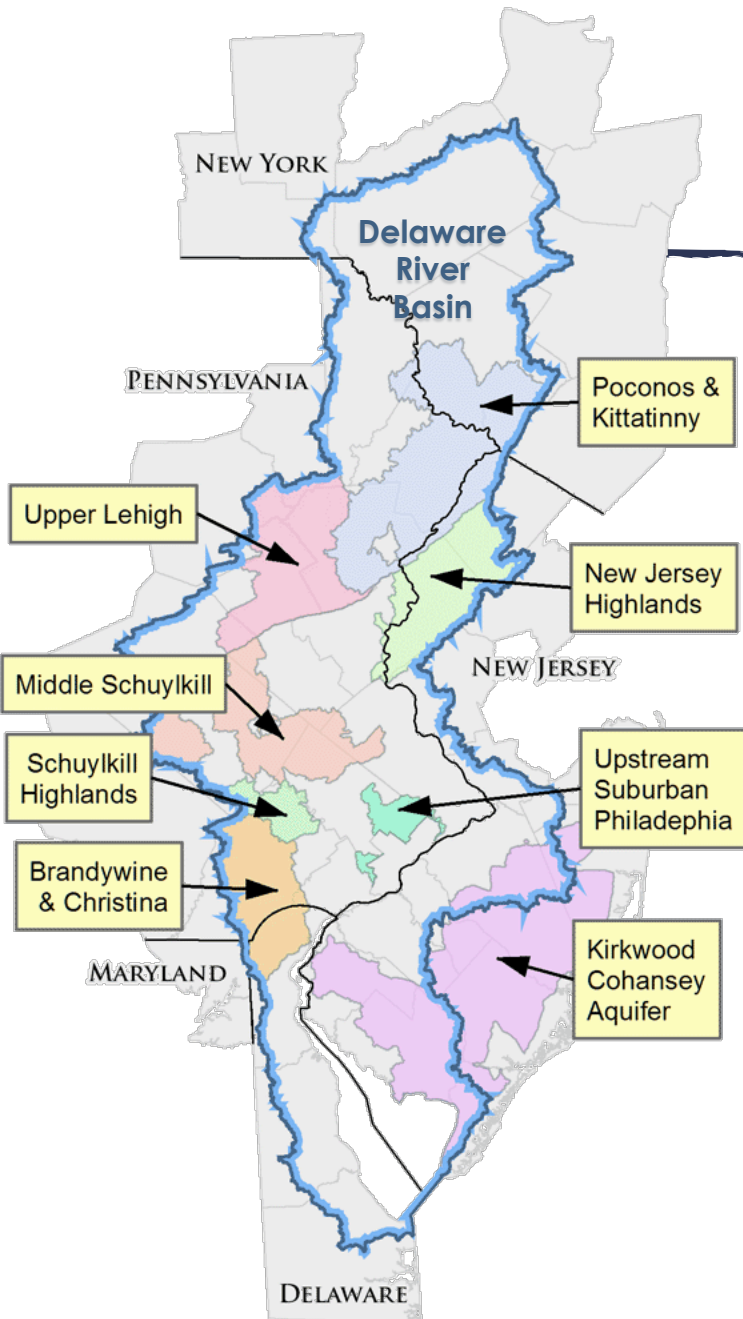 NEW YORK
Delaware
River
Basin
PENNSYLVANIA
Poconos &
Kittatinny
Upper Lehigh
New Jersey
Highlands
NEW JERSEY
Middle Schuylkill
Schuylkill
Highlands
Upstream
Suburban
Philadephia
Brandywine
& Christina
Kirkwood
Cohansey
Aquifer
MARYLAND
DELAWARE